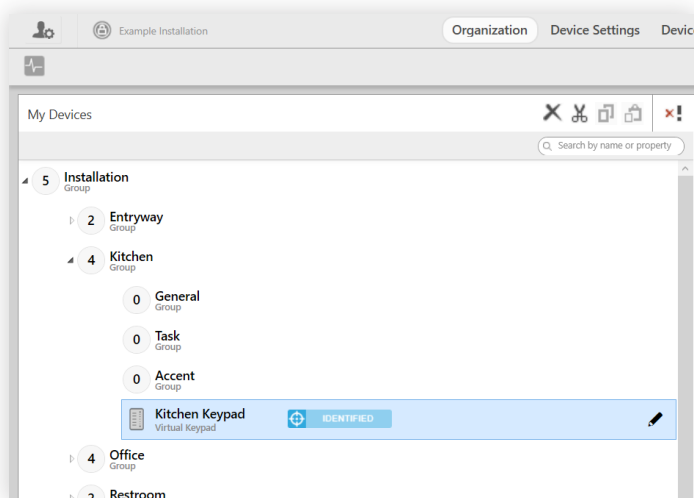 Example Installation
Organization
Device Settings
Devic
My Devices
Search by name or property
5 Installation
Group
2 Entryway
Group
4 Kitchen
Group
0 General
Group
0 Task
Group
0 Accent
Group
Kitchen Keypad
Virtual Keypad
IDENTIFIED
4 Office
Group
Restroom